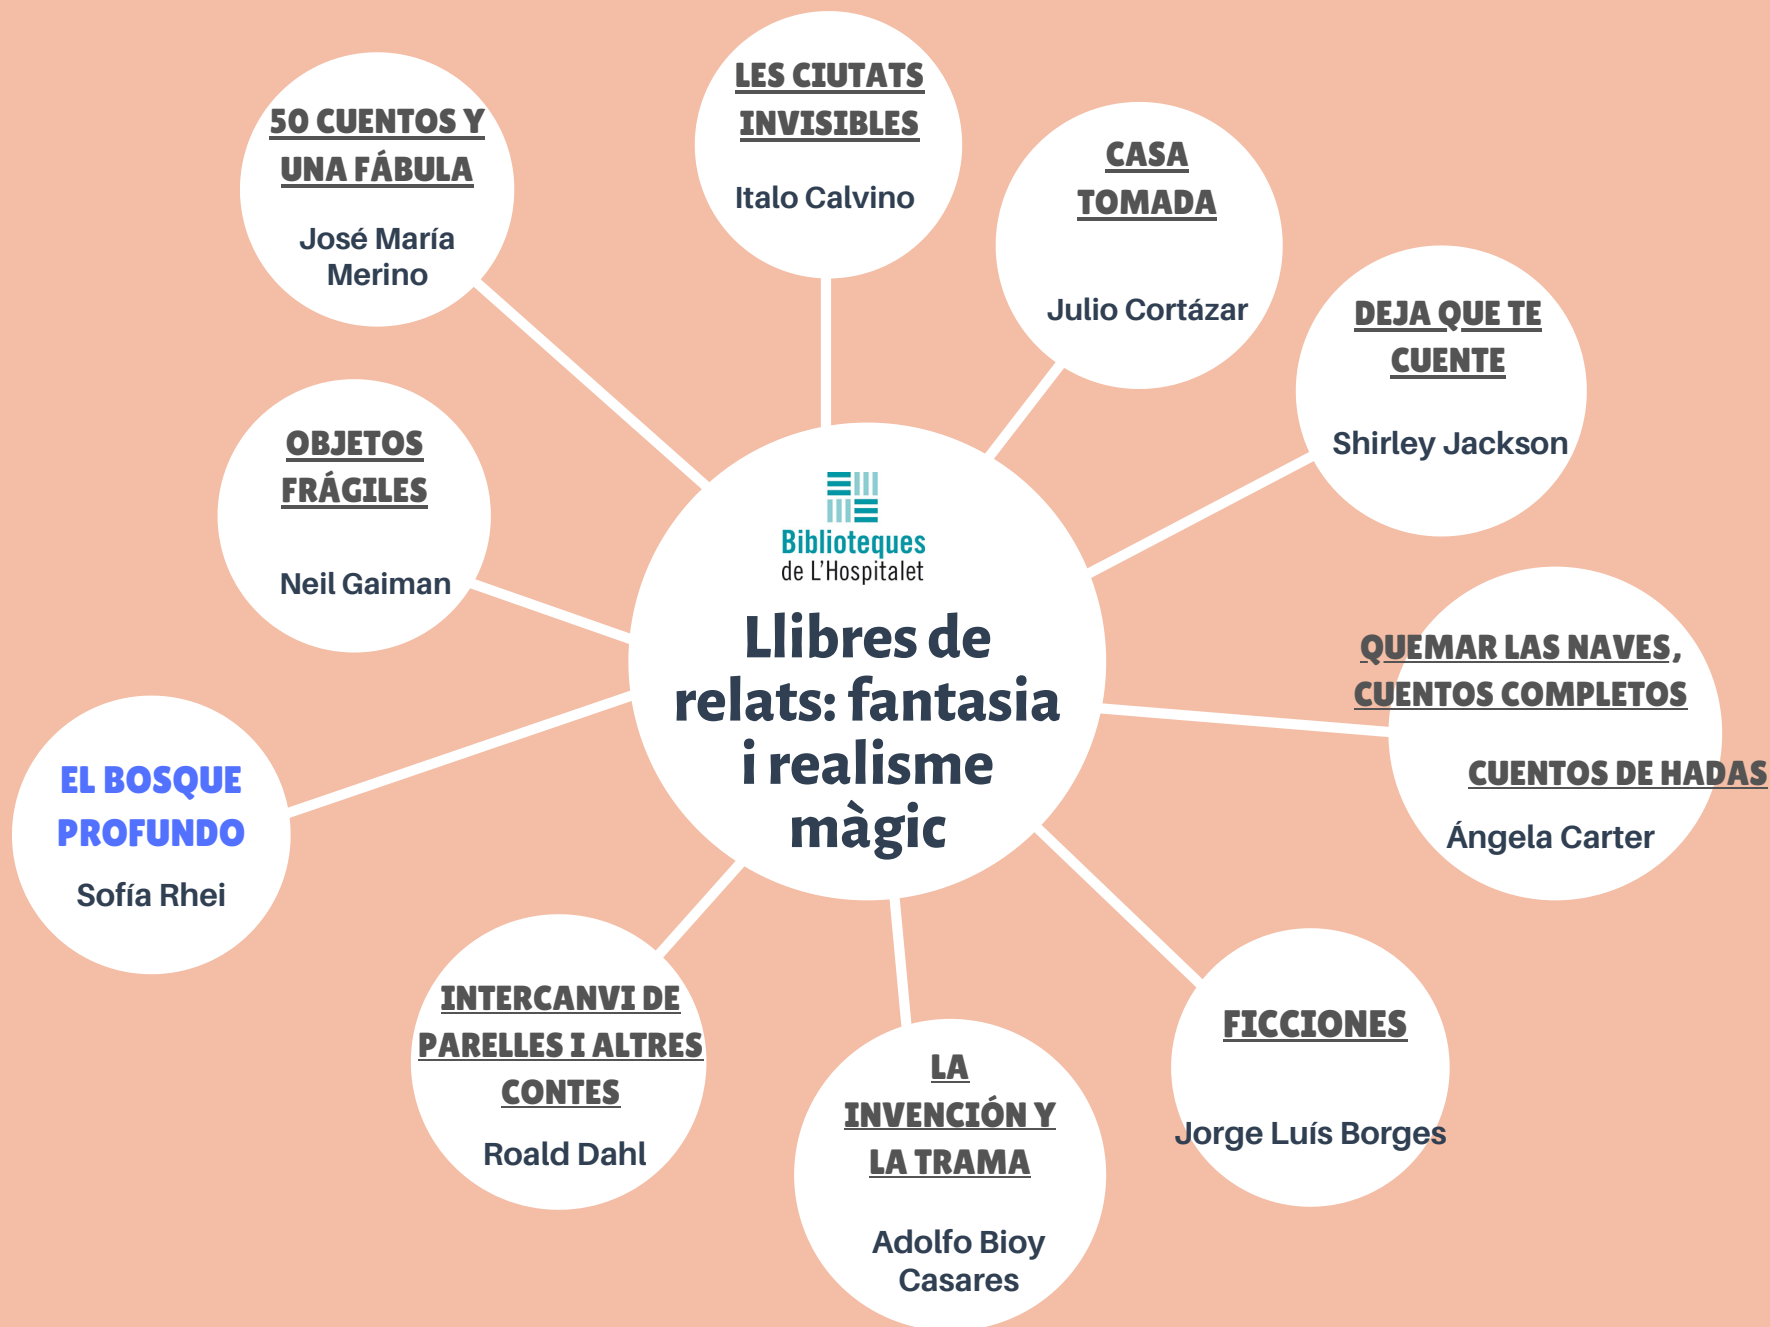 LES CIUTATS
INVISIBLES
Italo Calvino
50 CUENTOS Y
UNA FÁBULA
José María
Merino
CASA
TOMADA
Julio Cortázar
DEJA QUE TE
CUENTE
Shirley Jackson
OBJETOS
FRÁGILES
Neil Gaiman
Biblioteques
de L'Hospitalet
Llibres de
relats: fantasia
i realisme
màgic
QUEMAR LAS NAVES,
CUENTOS COMPLETOS
CUENTOS DE HADAS
Ángela Carter
EL BOSQUE
PROFUNDO
Sofía Rhei
INTERCANVI DE
PARELLES I ALTRES
CONTES
Roald Dahl
LA
INVENCIÓN Y
LA TRAMA
Adolfo Bioy
Casares
FICCIONES
Jorge Luís Borges